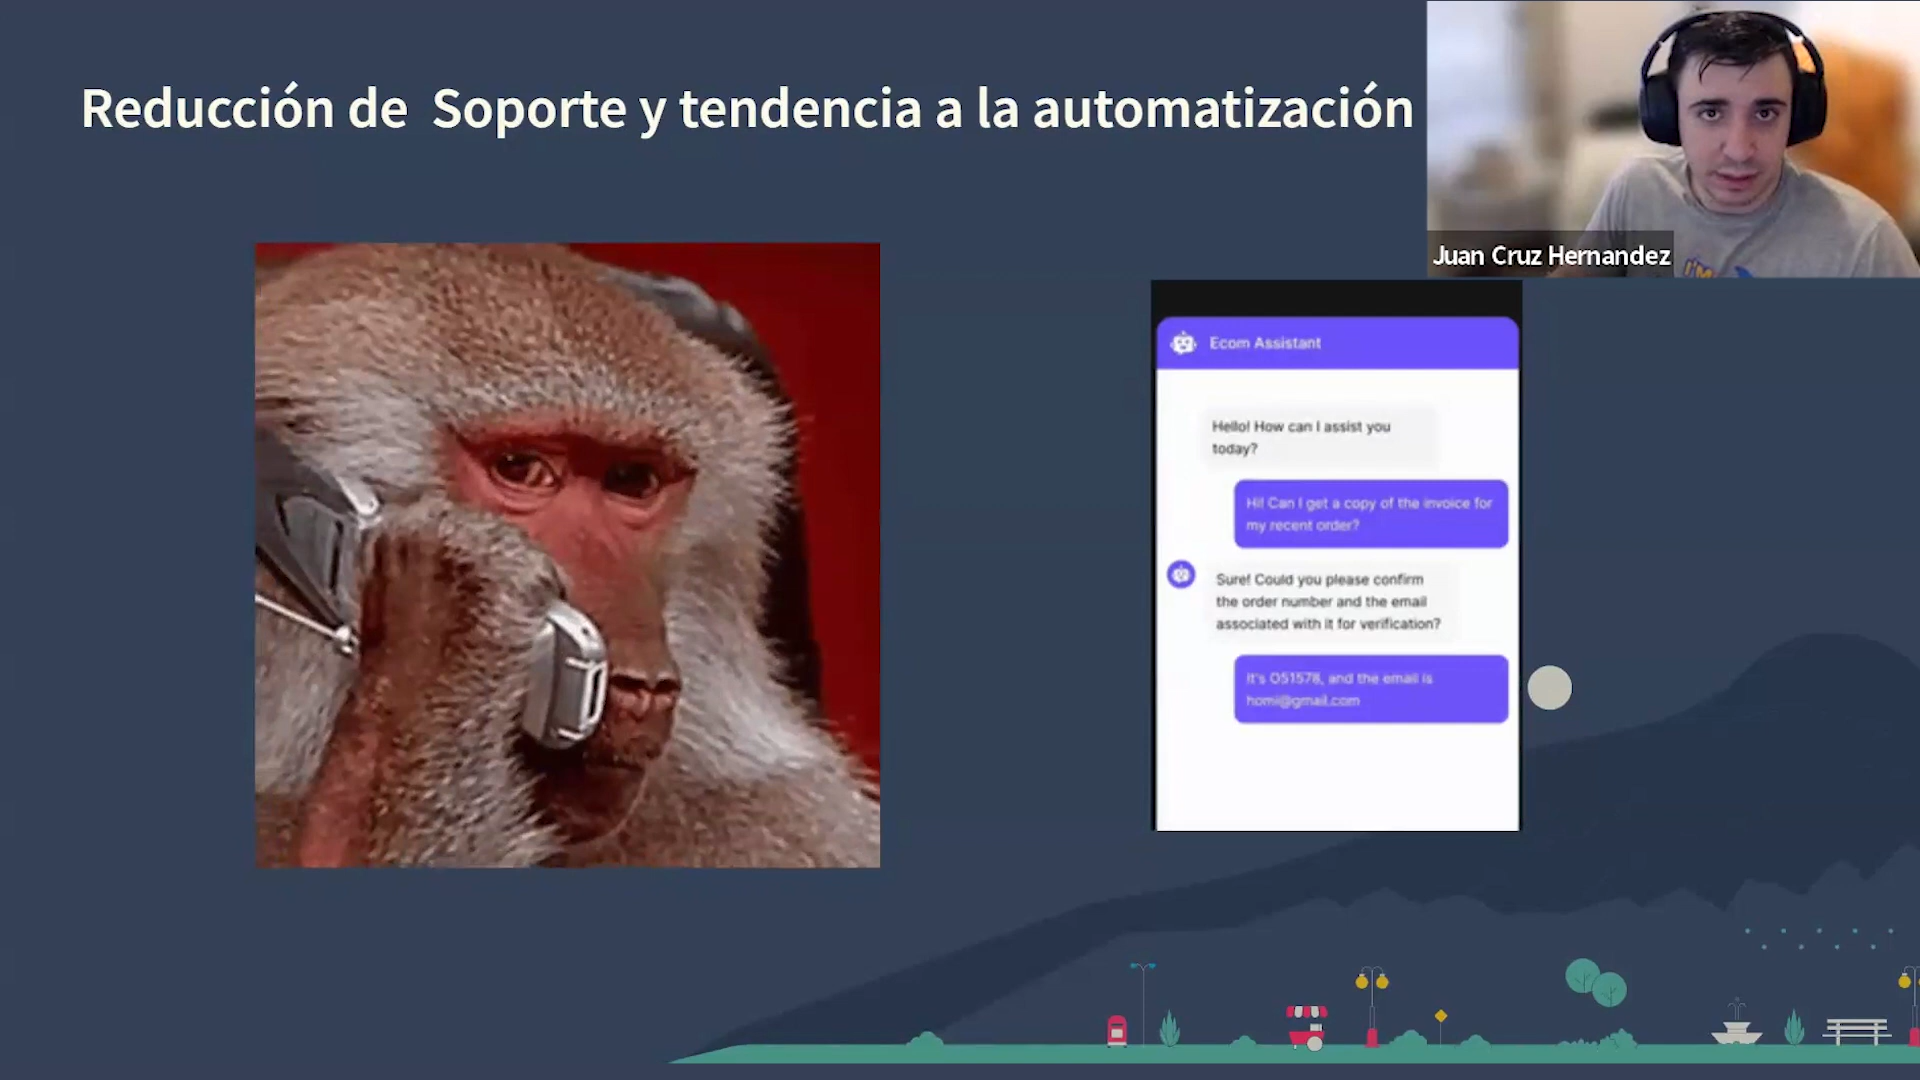 Reducción de Soporte y tendencia a la automatización
Juan Cruz Hernandez
I'M
Ecom Assistant
Hello! How can I assist you
today?
Hi! Can I get a copy of the invoice for
my recent order?
Sure! Could you please confirm
the order number and the email
associated with it for verification?
It's O51578, and the email is
homi@gmail.com